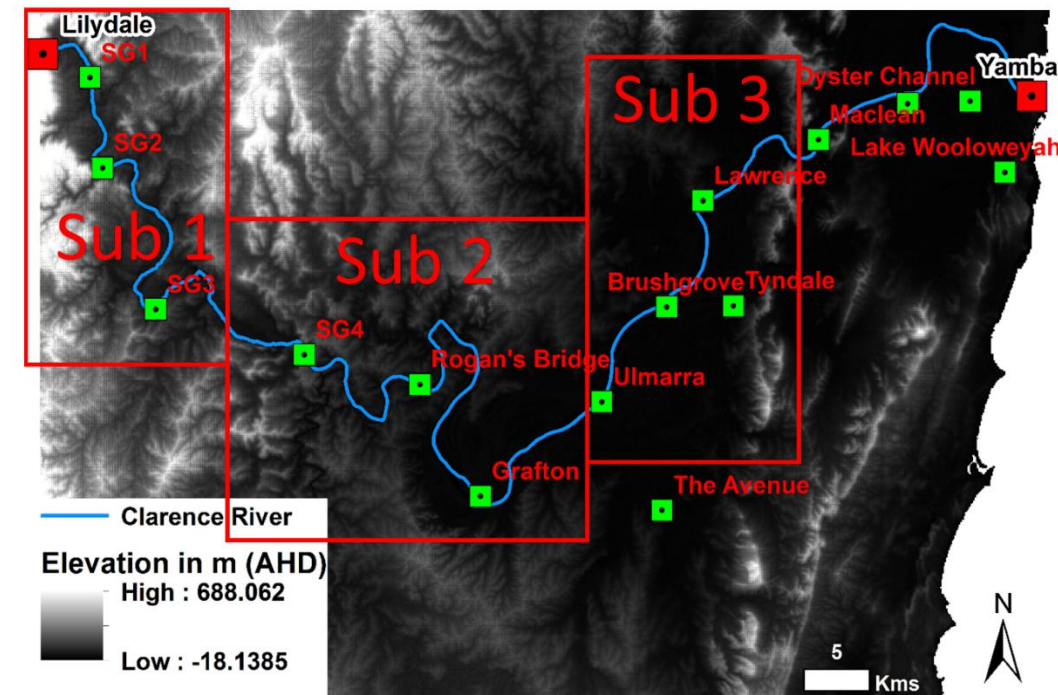 Lilydale
SG1
SG2
Sub 1
SG3
Sub 2
SG4
Rogan's Bridge
Grafton
Sub 3
Oyster Channel
Yamba
Maclean
Lake Wooloweyah
Lawrence
Brushgrove
Tyndale
Ulmarra
The Avenue
Clarence River
Elevation in m (AHD)
High : 688.062
Low : -18.1385
5
Kms
N